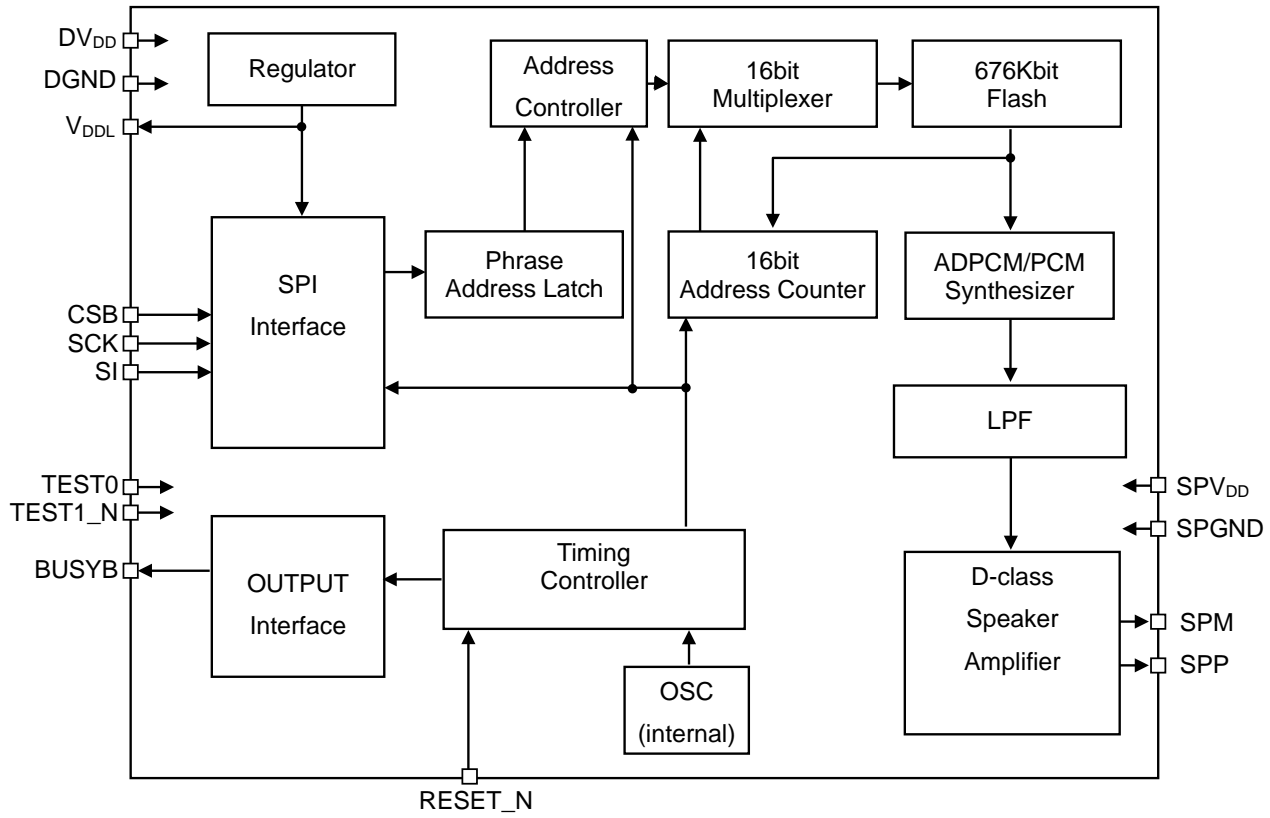 DVDD
DGND
VDDL
Regulator
Address
Controller
16bit
Multiplexer
676Kbit
Flash
SPI
Interface
Phrase
Address Latch
16bit
Address Counter
ADPCM/PCM
Synthesizer
CSB
SCK
SI
LPF
TEST0
TEST1_N
BUSYB
OUTPUT
Interface
Timing
Controller
OSC
(internal)
D-class
Speaker
Amplifier
SPVDD
SPGND
SPM
SPP
RESET_N